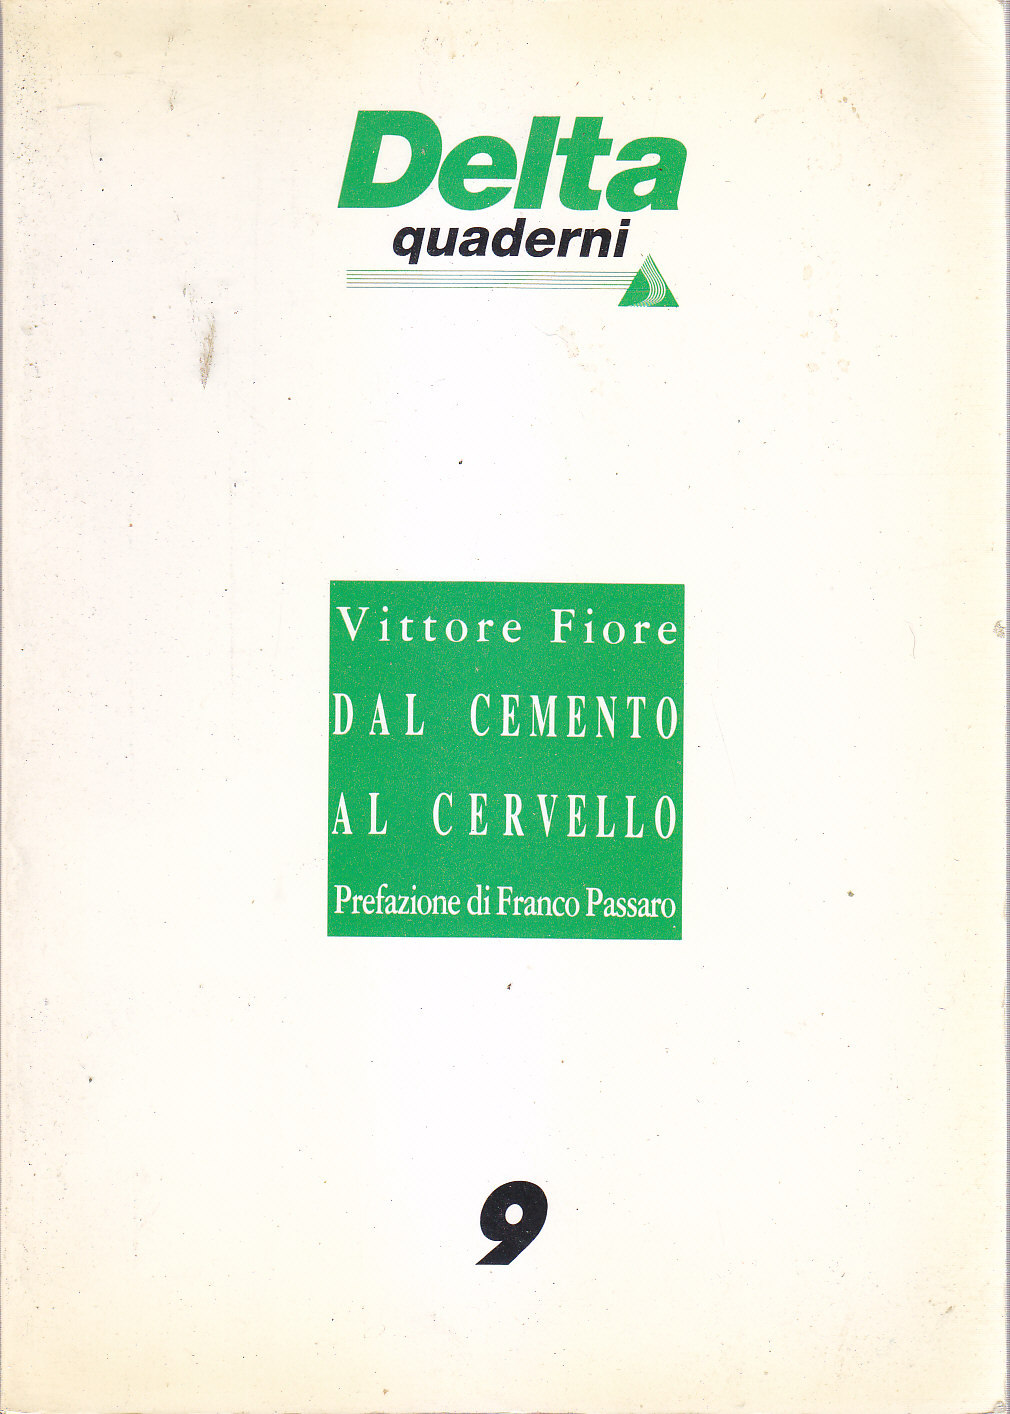 Delta
quaderni
Vittore Fiore
DAL CEMENTO
AL CERVELLO
Prefazione di Franco Passaro
9